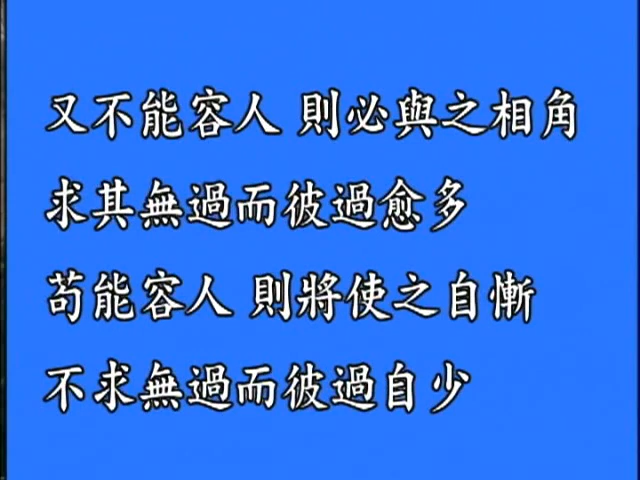 又不能容人 則必與之相角
求其無過而彼過愈多
苟能容人 則將使之自慚
不求無過而彼過自少